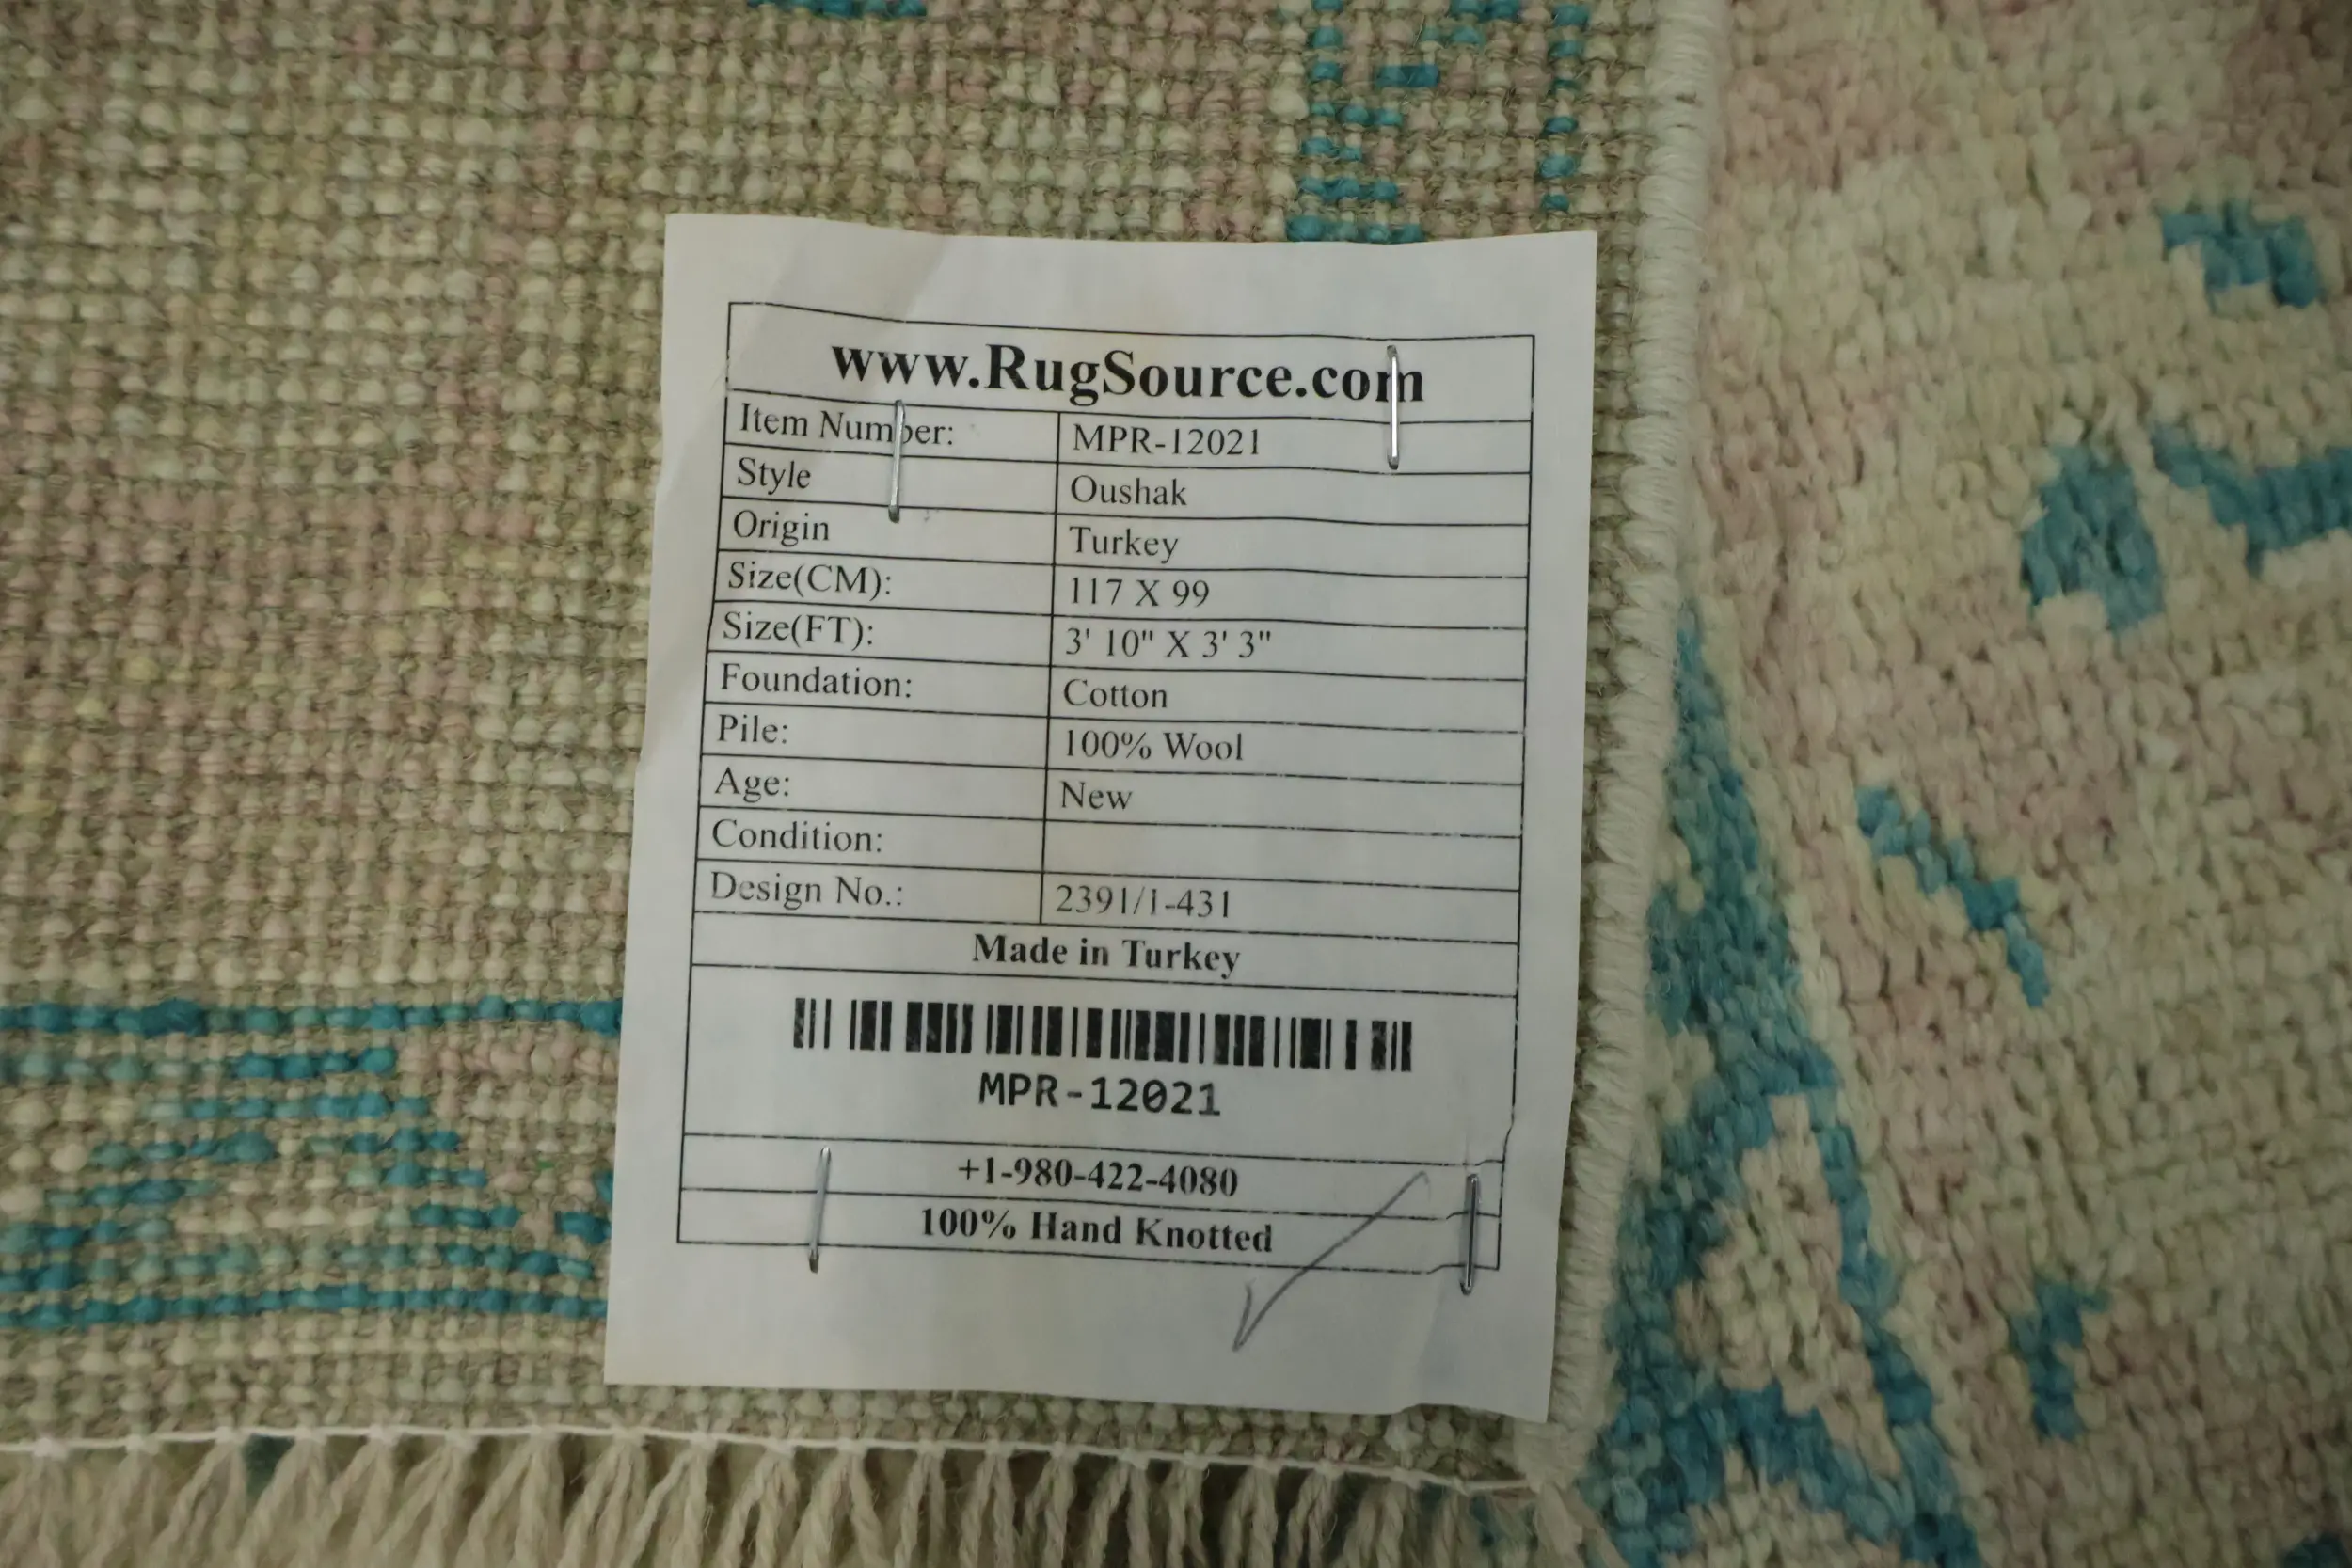 www.RugSource.com
Item Number: MPR-12021
Style Oushak
Origin Turkey
Size(CM): 117 X 99
Size(FT): 3' 10" X 3' 3"
Foundation: Cotton
Pile: 100% Wool
Age: New
Condition:
Design No.: 2391/1-431
Made in Turkey
MPR-12021
+1-980-422-4080
100% Hand Knotted